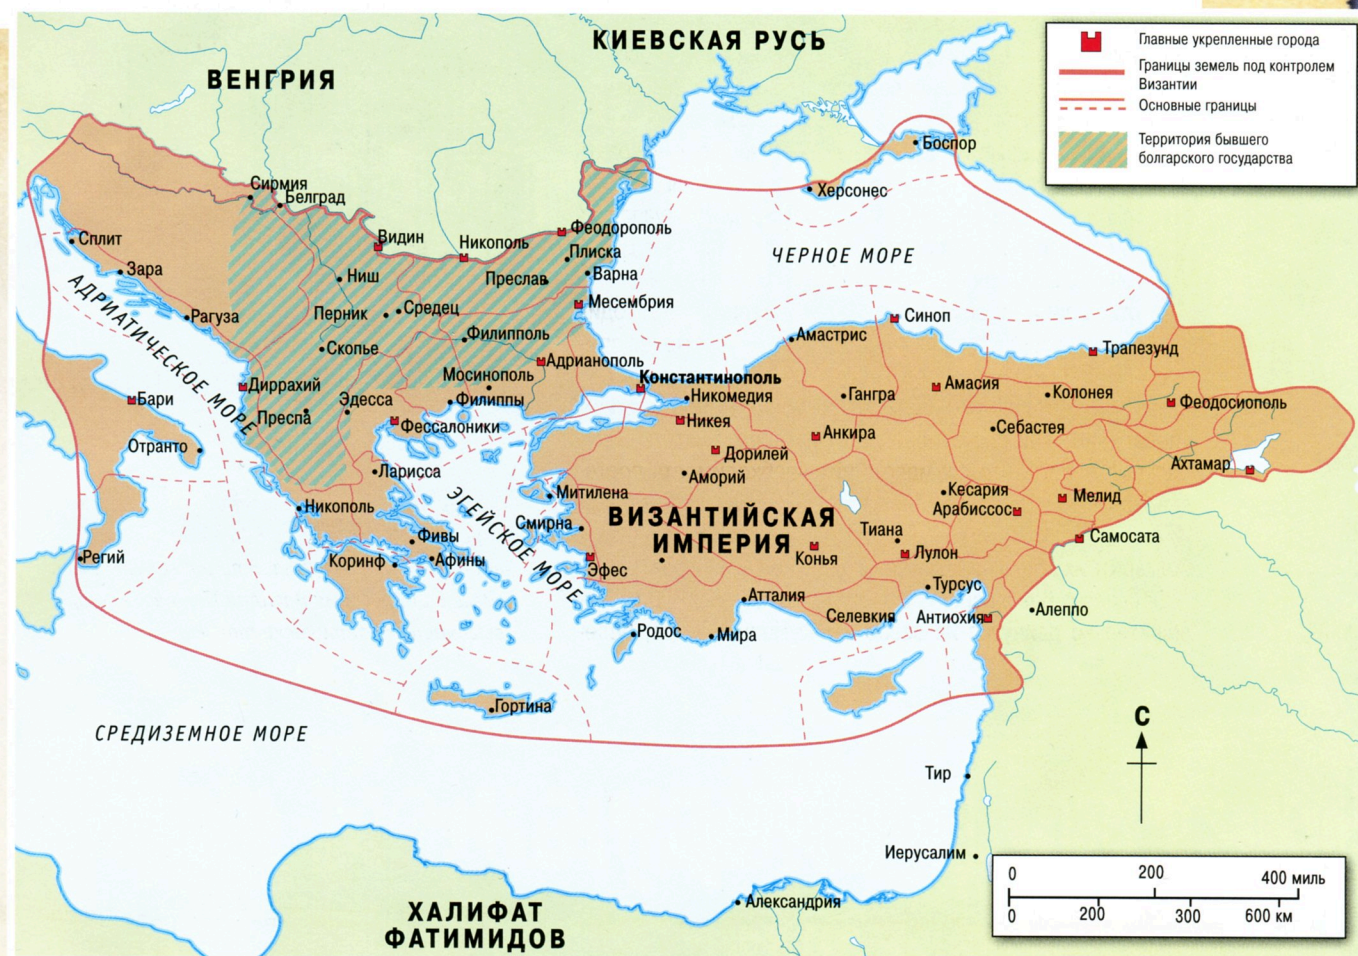 КИЕВСКАЯ РУСЬ
ВЕНГРИЯ
Главные укрепленные города
Границы земель под контролем
Византии
Основные границы
Территория бывшего
болгарского государства
Боспор
Херсонес
Сирмия
Белград
Сплит
Видин
Никополь
Феодорополь
Плиска
ЧЕРНОЕ МОРЕ
Зара
Ниш
Преслав
Варна
АДРИАТИЧЕСКОЕ МОРЕ
Рагуза
Перник
Средец
Месембрия
Синоп
Скопье
Филипполь
Амастрис
Трапезунд
Адрианополь
Диррахий
Мосинополь
Константинополь
Бари
Преспа
Эдесса
Филиппы
Никомедия
Гангра
Амасия
Колонея
Феодосиополь
Фессалоники
Никея
Анкира
Себастея
Отранто
Дорилей
Ларисса
Аморий
Ахтамар
ЭГЕЙСКОЕ МОРЕ
Митилена
Кесария
Мелид
Никополь
Арабиссос
Смирна
ВИЗАНТИЙСКАЯ
ИМПЕРИЯ
Тиана
Самосата
Фивы
Регий
Коринф
Афины
Эфес
Конья
Лулон
Атталия
Турсус
Селевкия
Антиохия
Алеппо
Родос
Мира
Гортина
СРЕДИЗЕМНОЕ МОРЕ
С
Тир
Иерусалим
ХАЛИФАТ
ФАТИМИДОВ
Александрия
0 200 400 миль
0 200 300 600 км